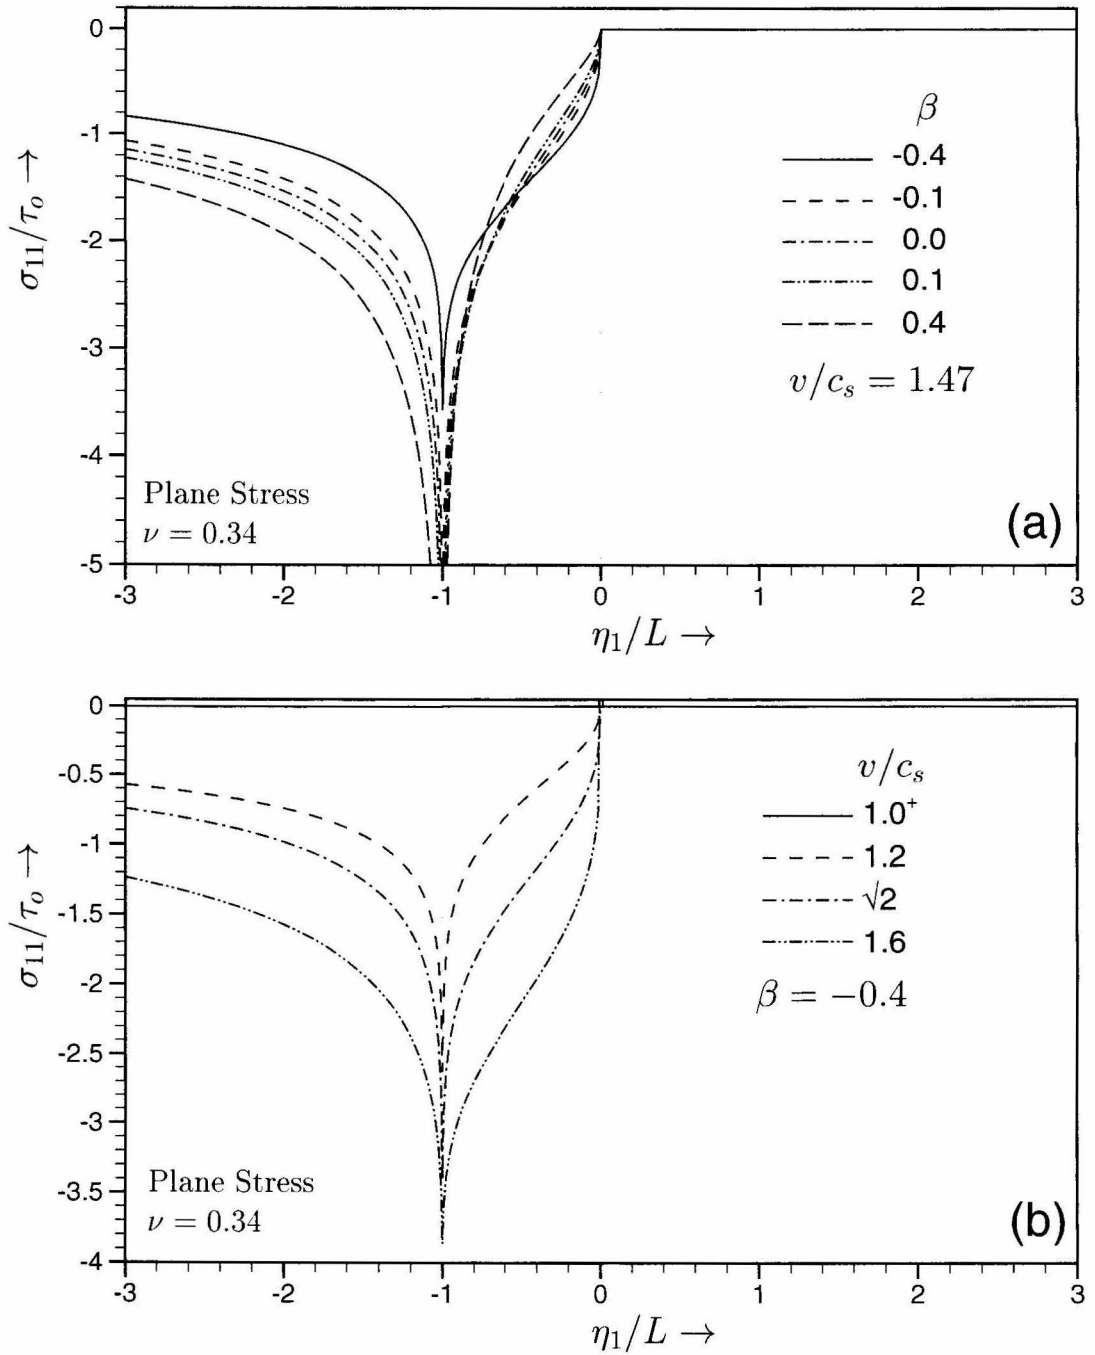 0
-1
-2
-3
-4
-5
σ₁₁/τₒ →
β
-0.4
-0.1
0.0
0.1
0.4
v/cₛ = 1.47
Plane Stress
ν = 0.34
(a)
-3 -2 -1 0 1 2 3
η₁/L →
0
-0.5
-1
-1.5
-2
-2.5
-3
-3.5
-4
σ₁₁/τₒ →
v/cₛ
1.0⁺
1.2
√2
1.6
β = −0.4
Plane Stress
ν = 0.34
(b)
-3 -2 -1 0 1 2 3
η₁/L →